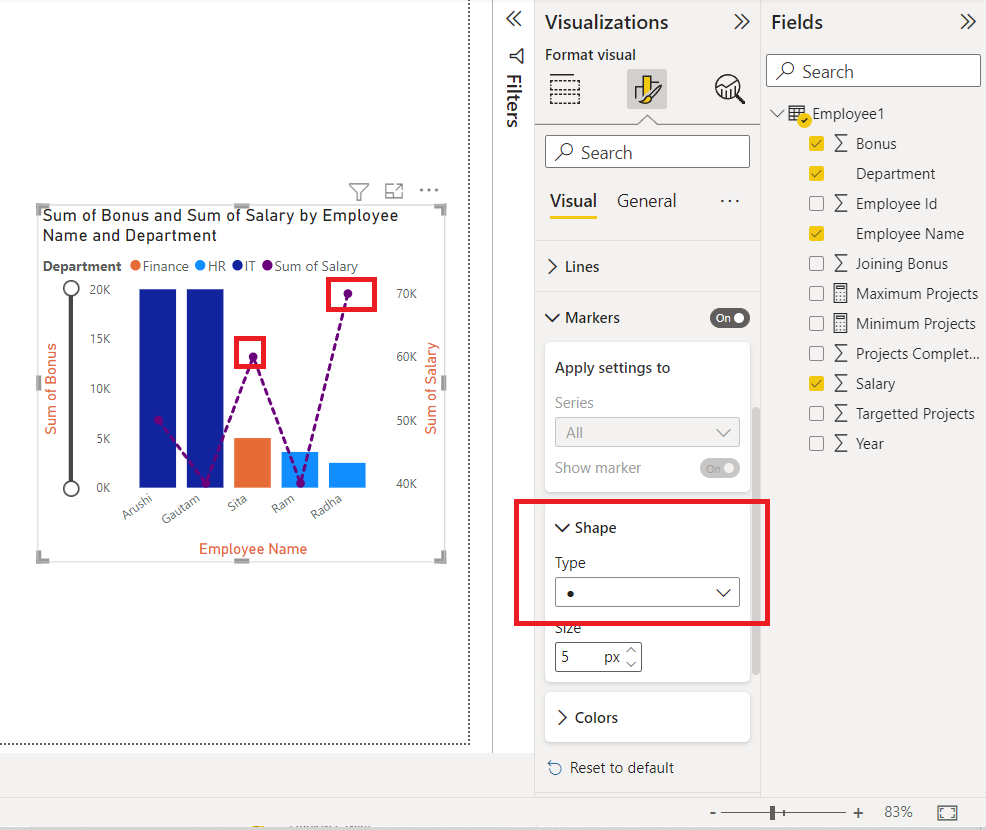 Sum of Bonus and Sum of Salary by Employee
Name and Department
Department Finance HR IT Sum of Salary
20K
15K
10K
5K
0K
Sum of Bonus
70K
60K
50K
40K
Sum of Salary
Arushi
Gautam
Sita
Ram
Radha
Employee Name
Filters
Visualizations
Format visual
Search
Visual General ...
Lines
Markers On
Apply settings to
Series
All
Show marker On
Shape
Type
Size
5 px
Colors
Reset to default
Fields
Search
Employee1
Bonus
Department
Employee Id
Employee Name
Joining Bonus
Maximum Projects
Minimum Projects
Projects Complet...
Salary
Targetted Projects
Year
- + 83%